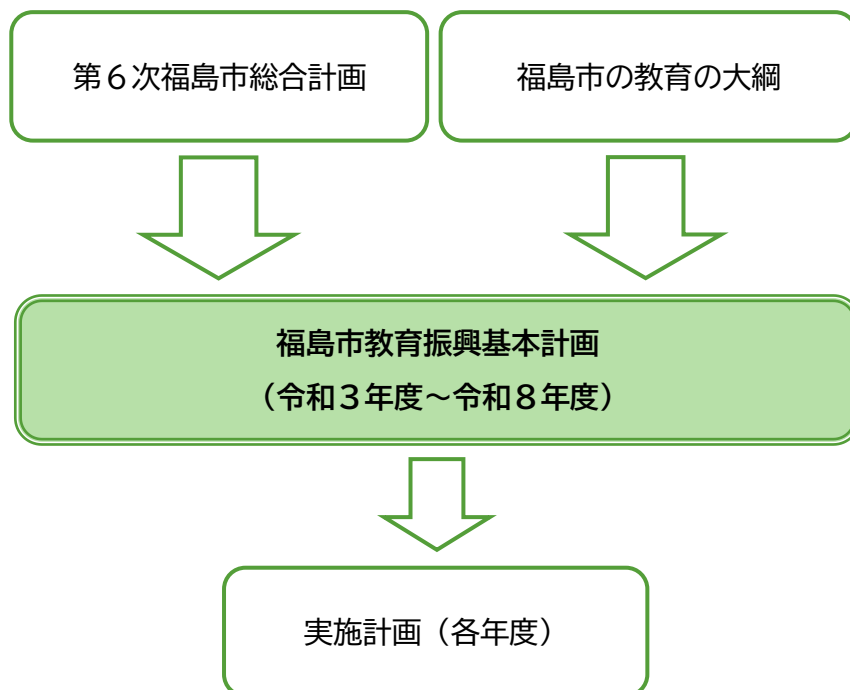 第６次福島市総合計画
福島市の教育の大綱
福島市教育振興基本計画
（令和３年度～令和８年度）
実施計画（各年度）